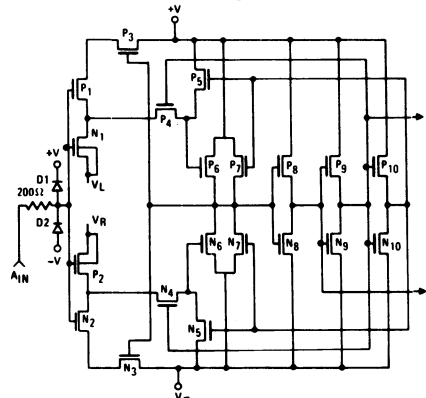 +V
P3
P1
P5
P4
N1
+V
D1
VL
P6
P7
P8
P9
P10
200Ω
D2
VR
-V
P2
N6
N7
N8
N9
N10
AIN
N4
N2
N5
N3
V-